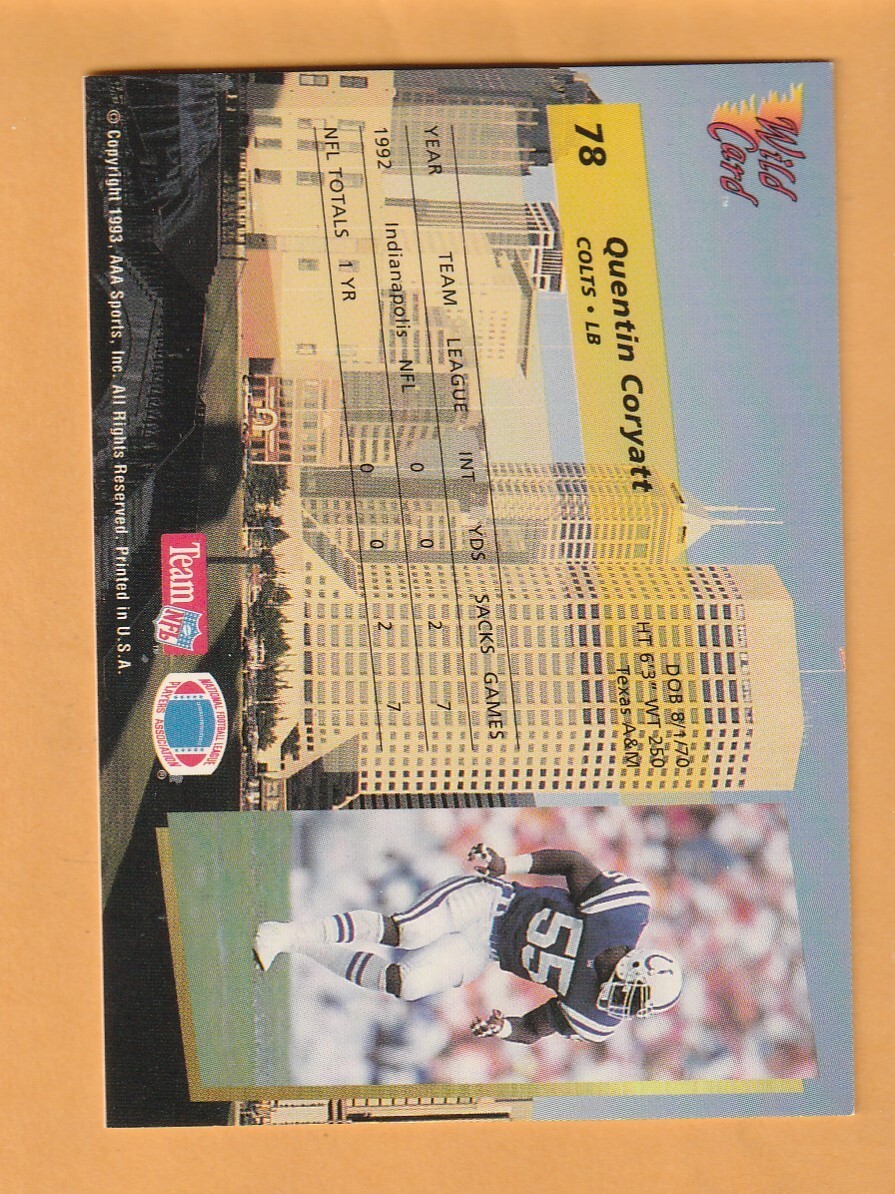 Wild
Card™
78 Quentin Coryatt
COLTS • LB
DOB 8/1/70
HT 6'3" WT 250
Texas A&M
YEAR TEAM LEAGUE INT YDS SACKS GAMES
1992 Indianapolis NFL 0 0 2 7
NFL TOTALS 1 YR 0 0 2 7
55
Team NFL™
NATIONAL FOOTBALL LEAGUE
PLAYERS ASSOCIATION
®
© Copyright 1993, AAA Sports, Inc. All Rights Reserved. Printed in U.S.A.